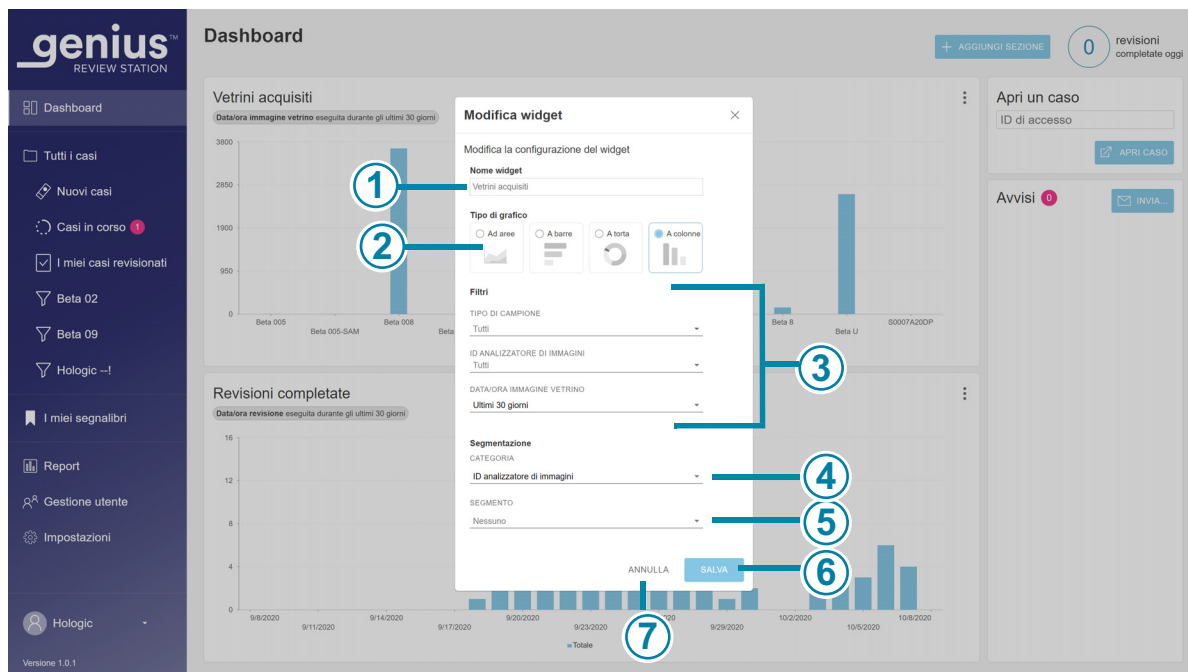 genius™
REVIEW STATION
Dashboard
Tutti i casi
Nuovi casi
Casi in corso 1
I miei casi revisionati
Beta 02
Beta 09
Hologic --!
I miei segnalibri
Report
Gestione utente
Impostazioni
Hologic
Versione 1.0.1
Dashboard
+ AGGIUNGI SEZIONE
0
revisioni
completate oggi
Vetrini acquisiti
Data/ora immagine vetrino eseguita durante gli ultimi 30 giorni
3800
2850
1900
950
0
Beta 005
Beta 005-SAM
Beta 008
Beta
Beta 8
Beta U
S0007A20DP
Revisioni completate
Data/ora revisione eseguita durante gli ultimi 30 giorni
16
12
8
4
0
9/8/2020
9/11/2020
9/14/2020
9/17/2020
9/20/2020
9/23/2020
20
9/29/2020
10/2/2020
10/5/2020
10/8/2020
Totale
Apri un caso
ID di accesso
APRI CASO
Avvisi 0
INVIA...
Modifica widget
Modifica la configurazione del widget
Nome widget
Vetrini acquisiti
Tipo di grafico
Ad aree
A barre
A torta
A colonne
Filtri
TIPO DI CAMPIONE
Tutti
ID ANALIZZATORE DI IMMAGINI
Tutti
DATA/ORA IMMAGINE VETRINO
Ultimi 30 giorni
Segmentazione
CATEGORIA
ID analizzatore di immagini
SEGMENTO
Nessuno
ANNULLA
SALVA
1
2
3
4
5
6
7